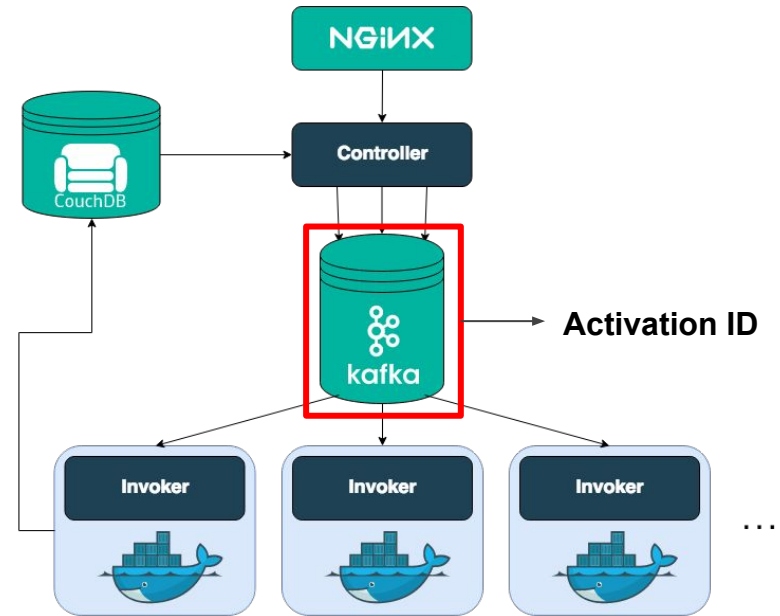 NGINX
Controller
CouchDB
kafka
Activation ID
Invoker
Invoker
Invoker
...